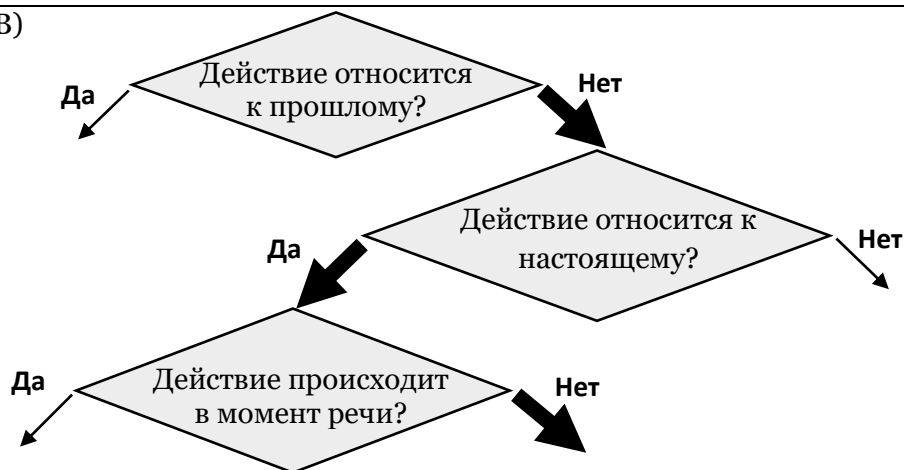 В)
Действие относится
к прошлому?
Да
Нет
Действие относится к
настоящему?
Да
Нет
Действие происходит
в момент речи?
Да
Нет